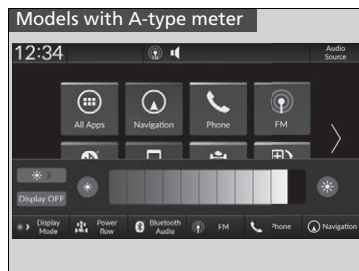 Models with A-type meter
12:34
Audio Source
All Apps
Navigation
Phone
FM
Display OFF
Display Mode
Power flow
Bluetooth Audio
FM
Phone
Navigation